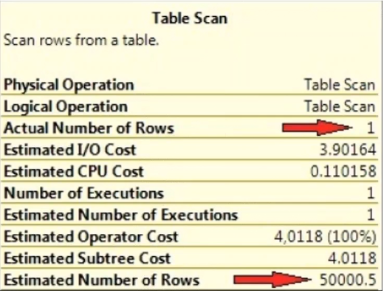 Table Scan
Scan rows from a table.
Physical Operation Table Scan
Logical Operation Table Scan
Actual Number of Rows 1
Estimated I/O Cost 3.90164
Estimated CPU Cost 0.110158
Number of Executions 1
Estimated Number of Executions 1
Estimated Operator Cost 4,0118 (100%)
Estimated Subtree Cost 4.0118
Estimated Number of Rows 50000.5